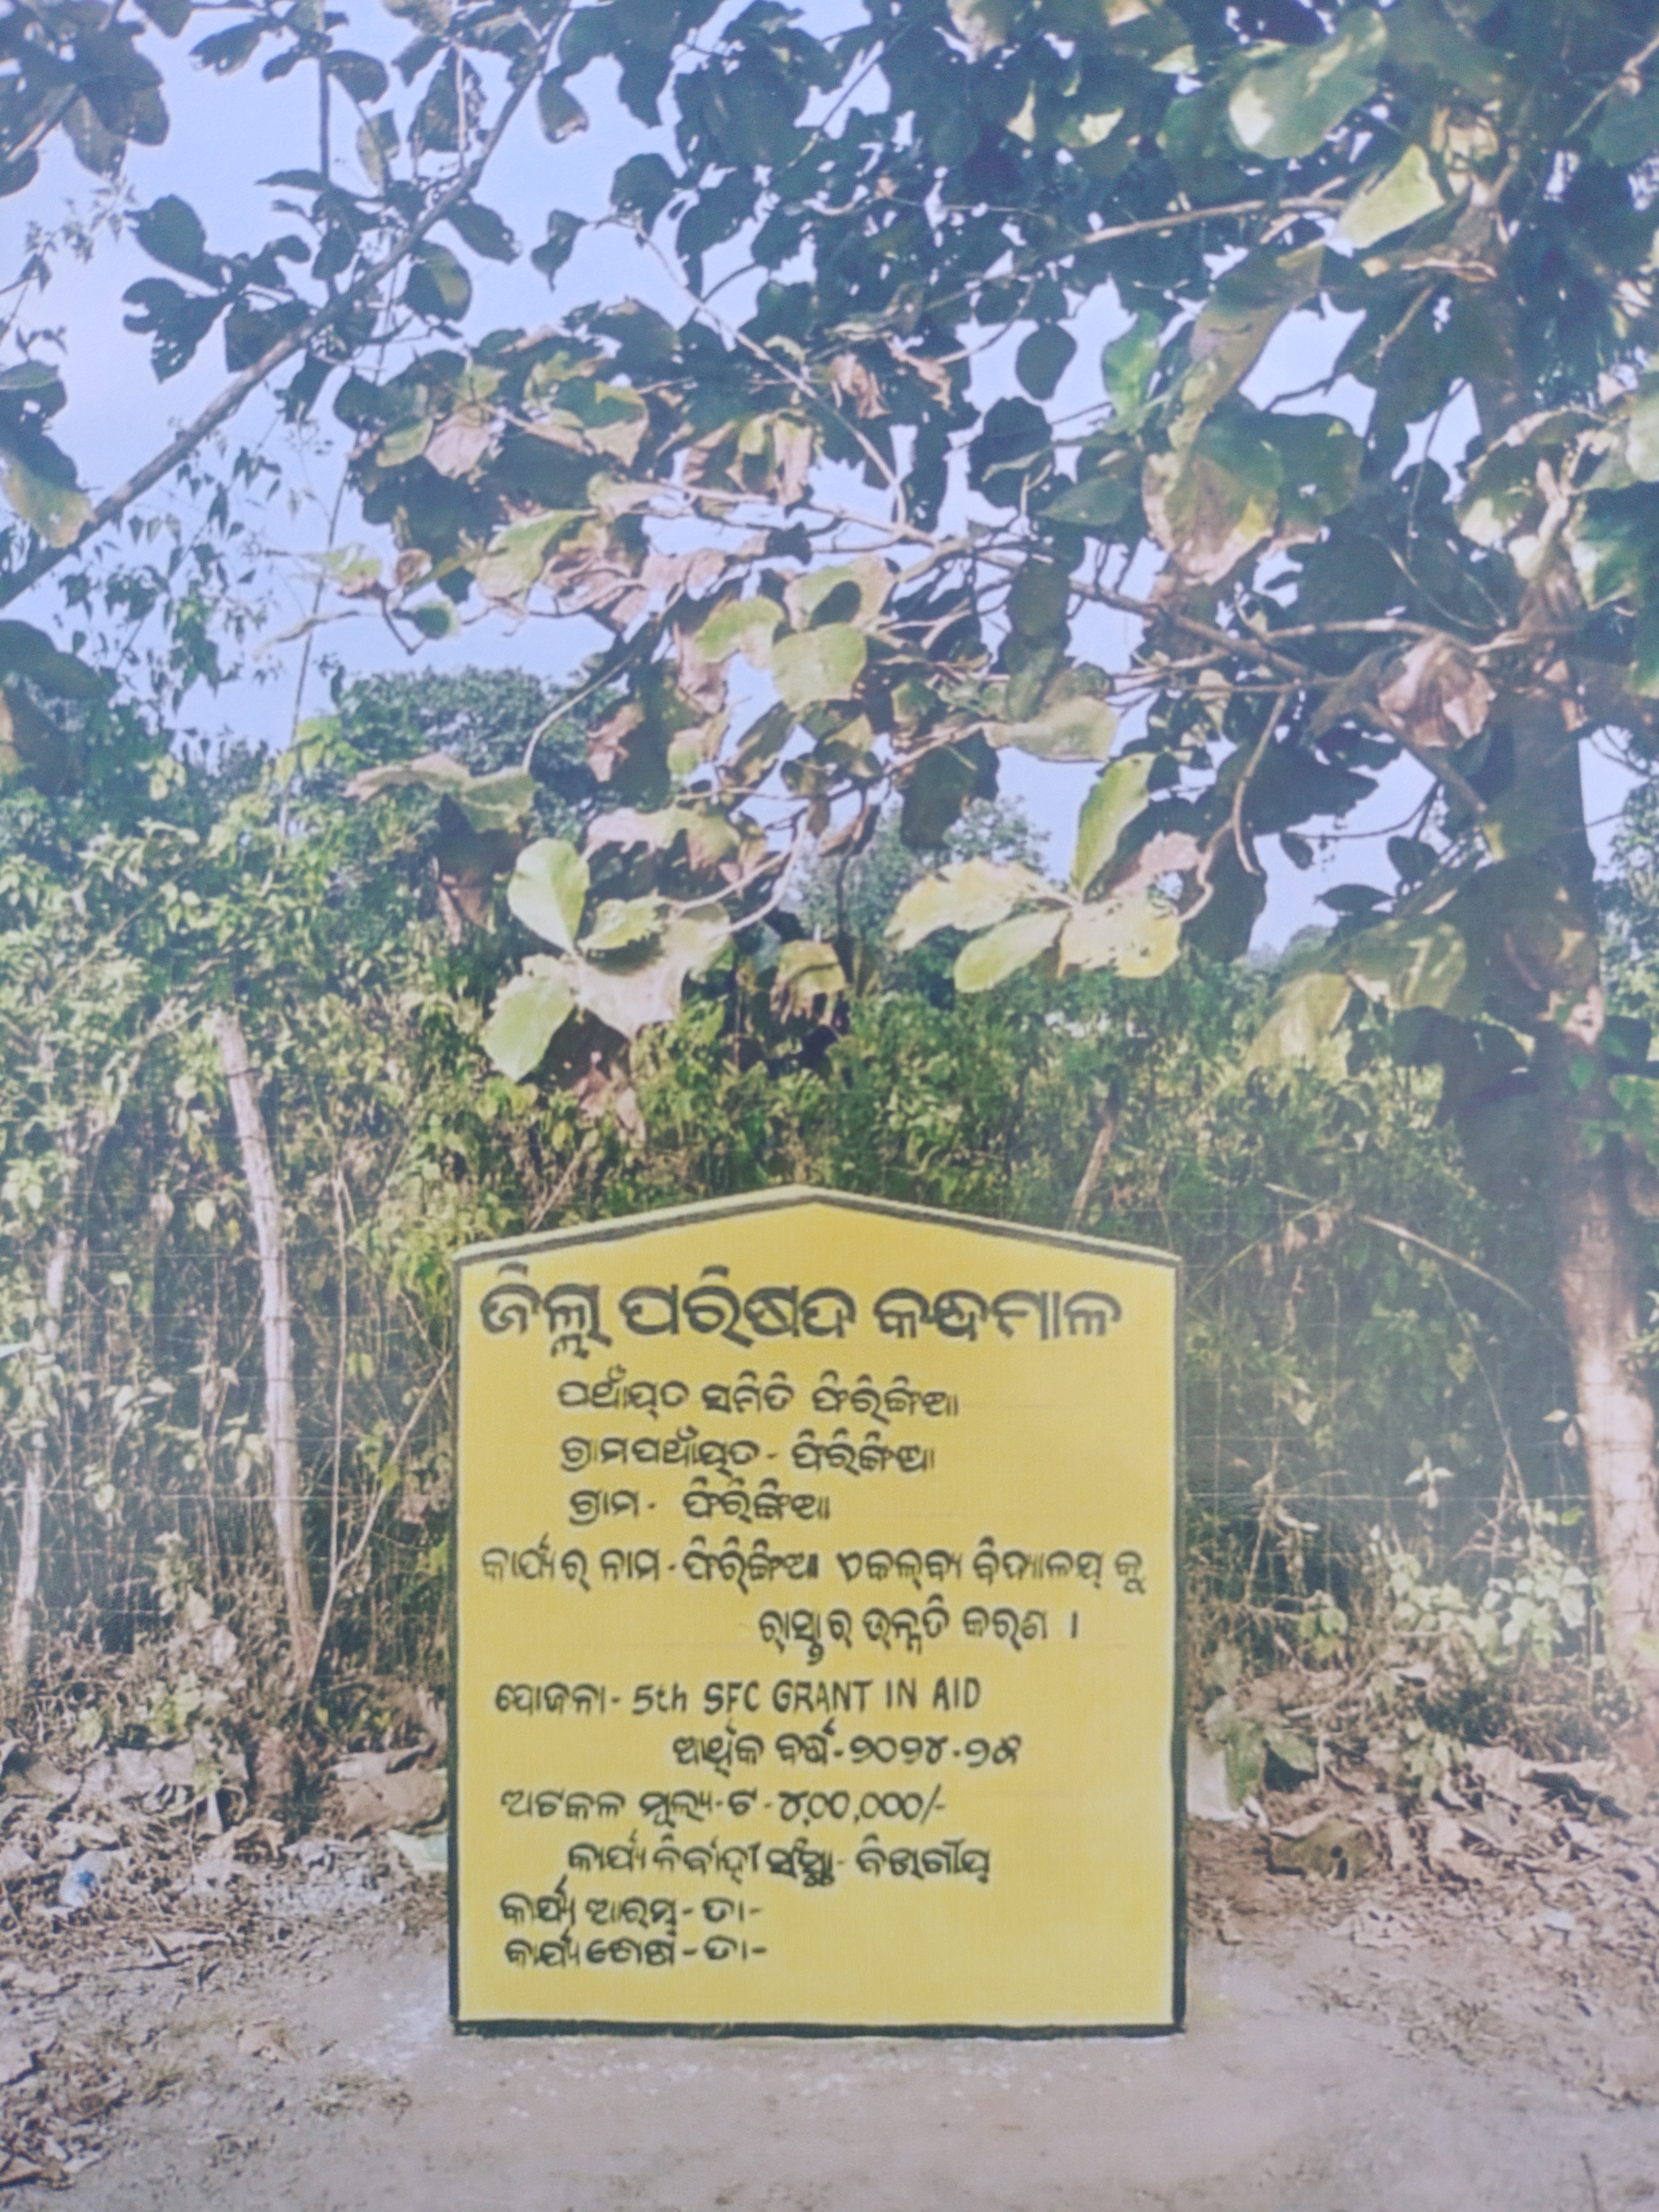 ଜିଲ୍ଲା ପରିଷଦ କନ୍ଧମାଳ
ପଞ୍ଚାୟତ ସମିତି ଫିରିଙ୍ଗିଆ
ଗ୍ରାମପଞ୍ଚାୟତ - ଫିରିଙ୍ଗିଆ
ଗ୍ରାମ - ଫିରିଙ୍ଗିଆ
କାର୍ଯ୍ୟର ନାମ - ଫିରିଙ୍ଗିଆ ଏକଲବ୍ୟ ବିଦ୍ୟାଳୟ କୁ
ରାସ୍ତାର ଉନ୍ନତି କରଣ ।
ଯୋଜନା - 5th SFC GRANT IN AID
ଆର୍ଥିକ ବର୍ଷ - ୨୦୨୪ - ୨୫
ଅଟକଳ ମୂଲ୍ୟ - ଟ - ୪,୦୦,୦୦୦/-
କାର୍ଯ୍ୟ ନିର୍ବାହୀ ସଂସ୍ଥା - ବିଭାଗୀୟ
କାର୍ଯ୍ୟ ଆରମ୍ଭ - ତା -
କାର୍ଯ୍ୟ ଶେଷ - ତା -